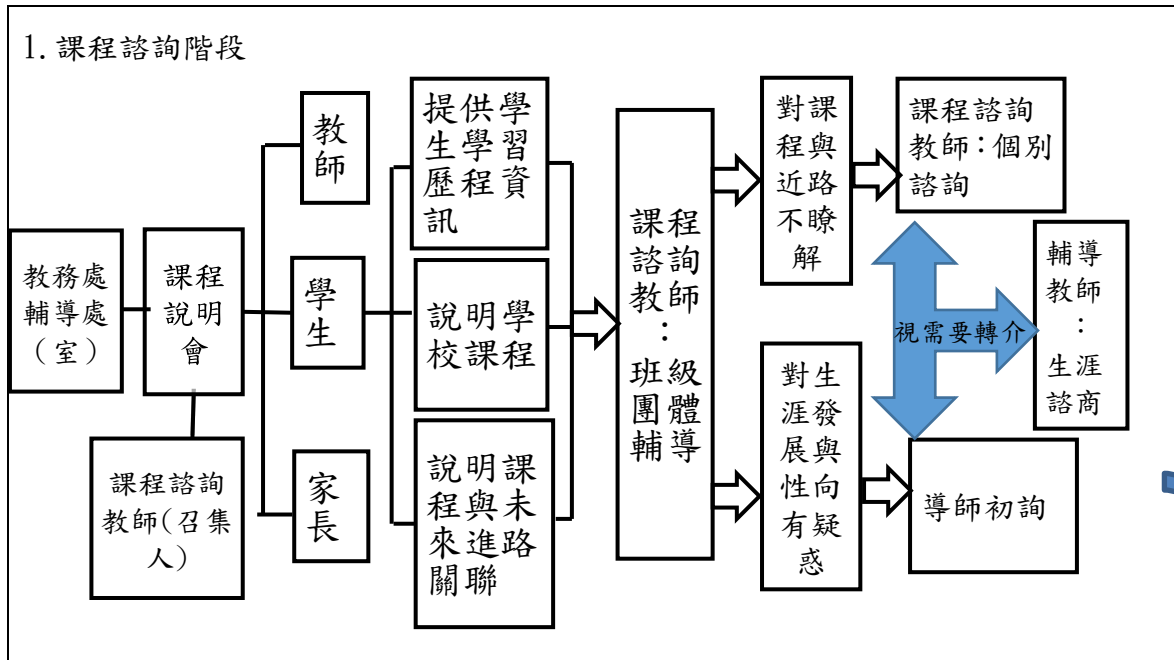 1. 課程諮詢階段
教務處
輔導處
（室）
課程
說明
會
課程諮詢
教師(召集
人)
教
師
學
生
家
長
提供學
生學習
歷程資
訊
說明學
校課程
說明課
程與未
來進路
關聯
課程
諮詢
教師
：
班級
團體
輔導
對課
程與
近路
不瞭
解
對生
涯發
展與
性向
有疑
惑
課程諮詢
教師：個別
諮詢
視需要轉介
輔導
教師
：
生涯
諮商
導師初詢